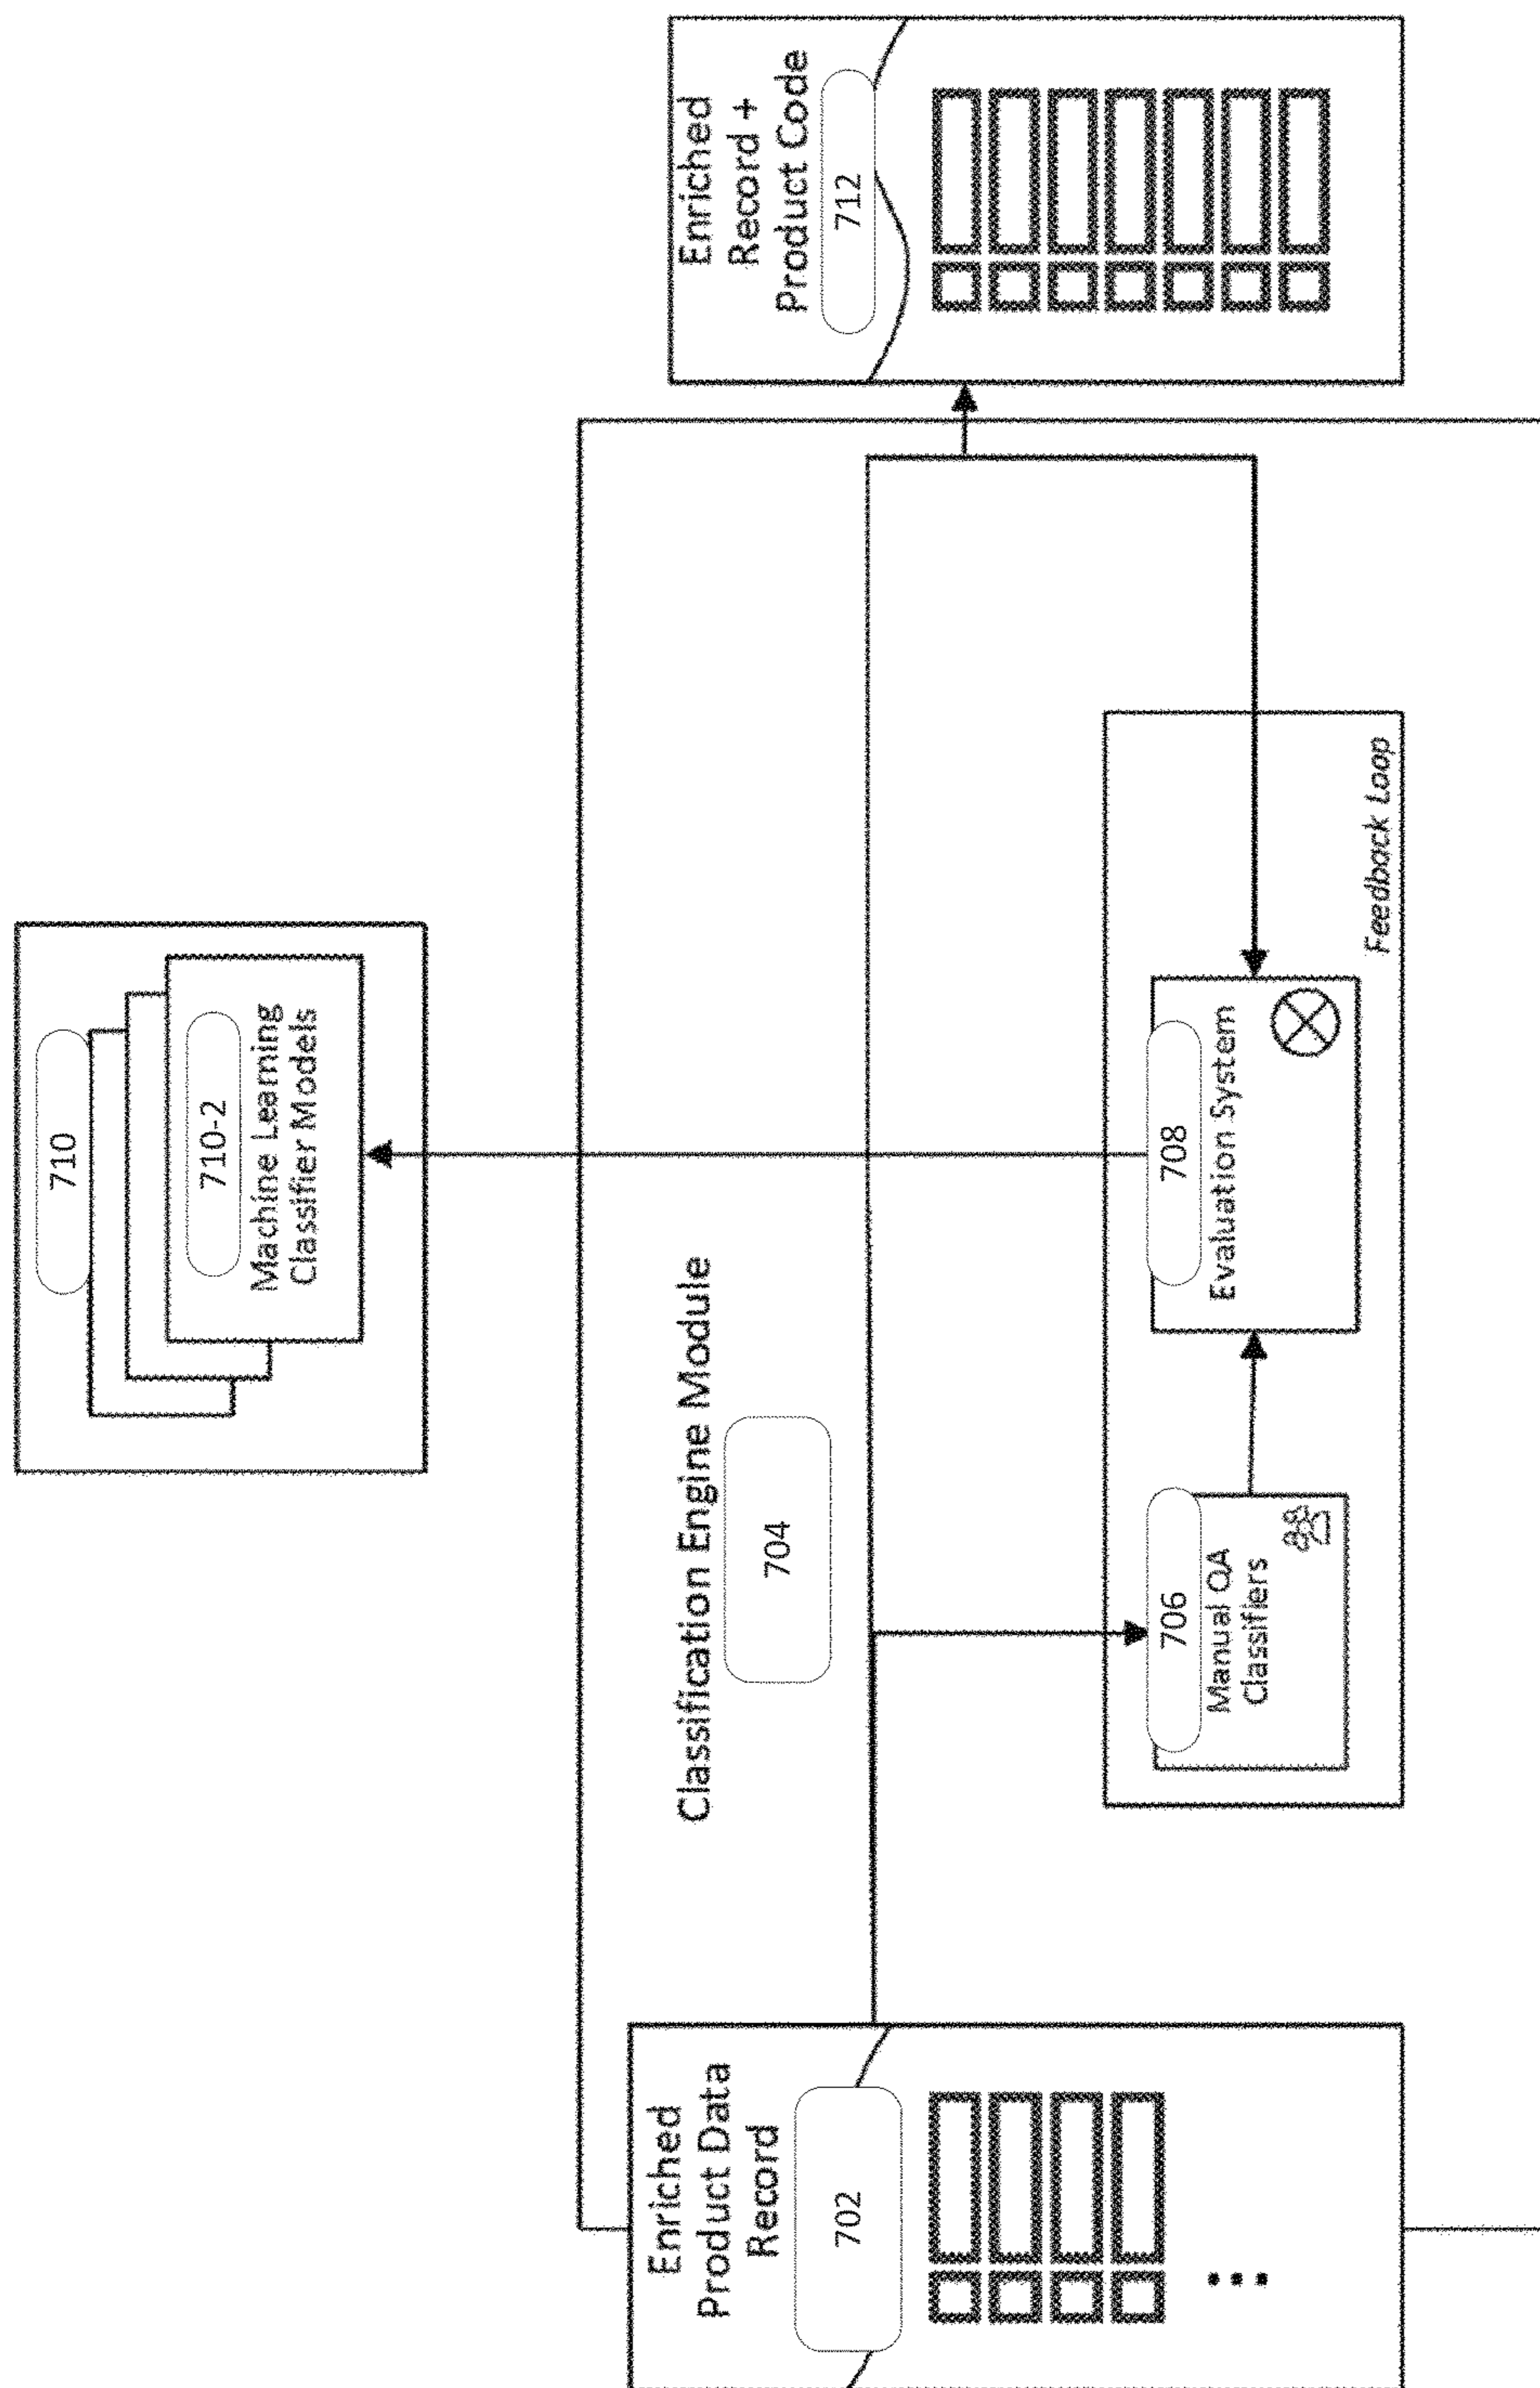 710
710-2
Machine Learning
Classifier Models
Classification Engine Module
704
Enriched
Product Data
Record
702
706
Manual QA
Classifiers
708
Evaluation System
Feedback Loop
Enriched
Record +
Product Code
712